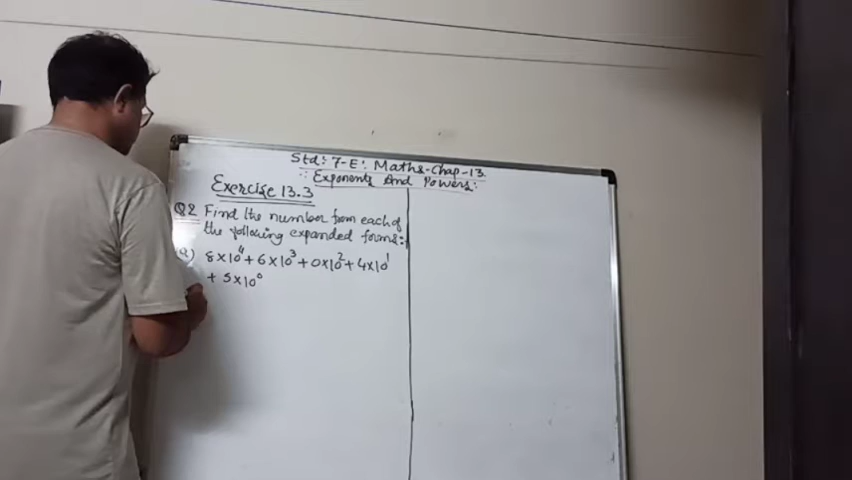 Std: 7-E: Maths-Chap-13
∴ Exponents And Powers:
Exercise 13.3
Q2 Find the number from each of
the following expanded forms:
a) 8×10⁴+6×10³+0×10²+4×10¹
+ 5×10⁰